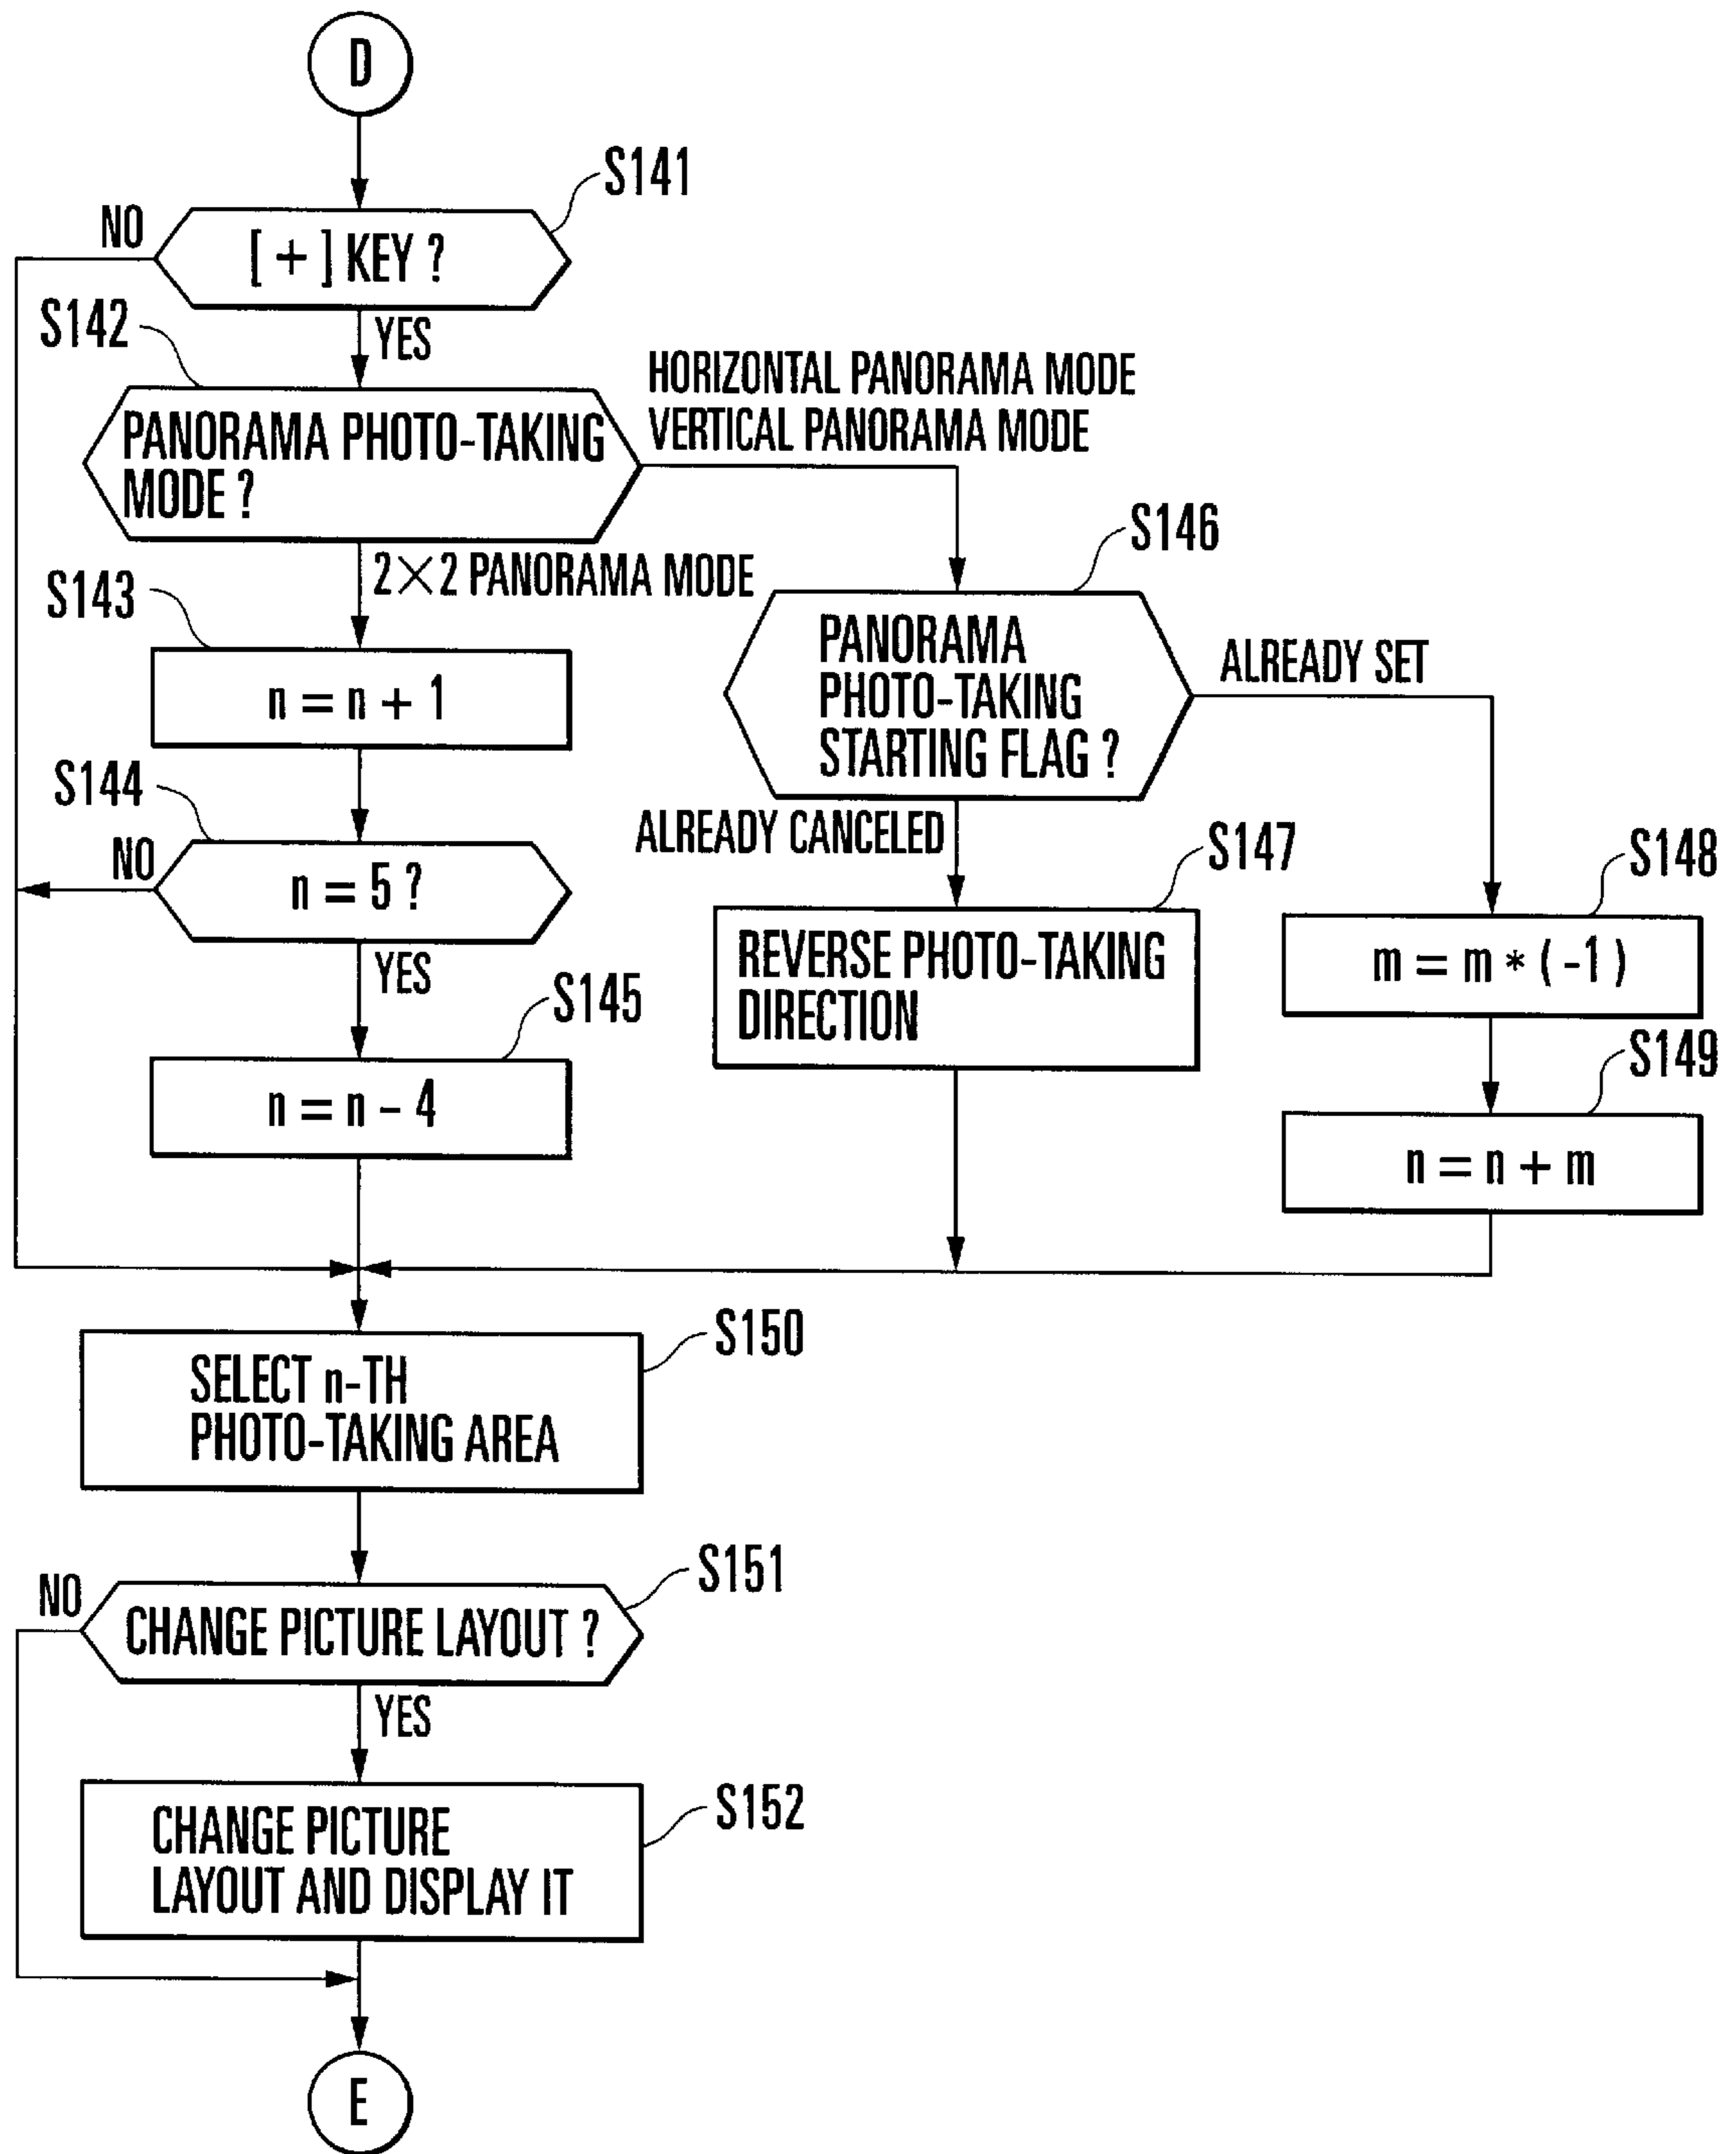 D
S141
NO
[ + ] KEY ?
S142
YES
HORIZONTAL PANORAMA MODE
VERTICAL PANORAMA MODE
PANORAMA PHOTO-TAKING
MODE ?
S146
2×2 PANORAMA MODE
S143
PANORAMA
PHOTO-TAKING
STARTING FLAG ?
ALREADY SET
n = n + 1
S144
ALREADY CANCELED
NO
n = 5 ?
S147
S148
YES
REVERSE PHOTO-TAKING
DIRECTION
m = m * ( -1 )
S145
S149
n = n - 4
n = n + m
S150
SELECT n-TH
PHOTO-TAKING AREA
S151
NO
CHANGE PICTURE LAYOUT ?
YES
S152
CHANGE PICTURE
LAYOUT AND DISPLAY IT
E